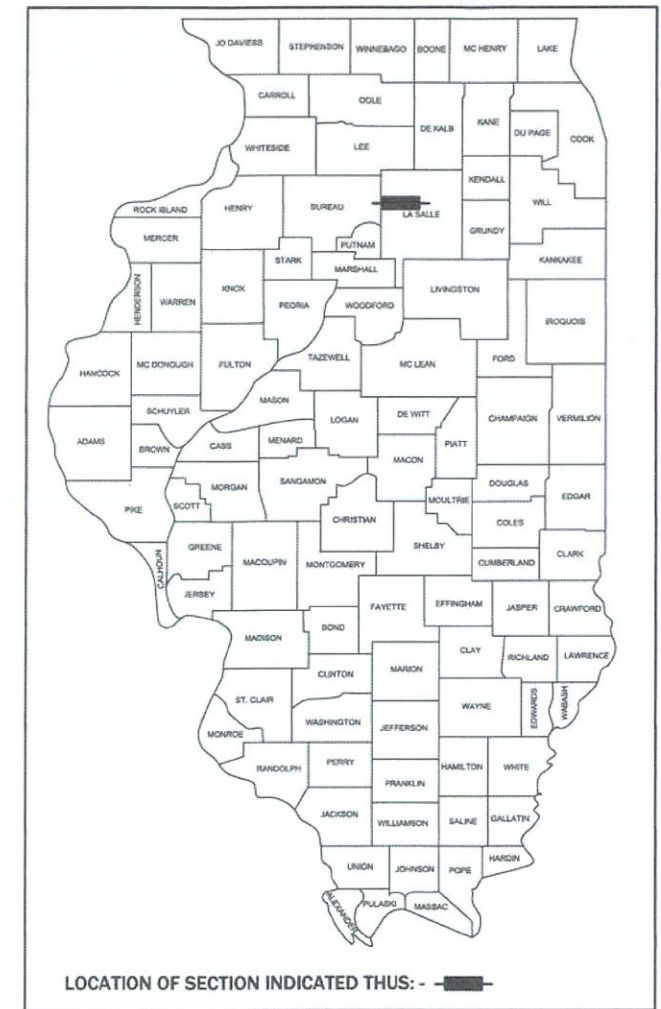 JO DAVIESS STEPHENSON WINNEBAGO BOONE MC HENRY LAKE
CARROLL OGLE
DE KALB KANE DU PAGE COOK
WHITESIDE LEE
KENDALL
ROCK ISLAND HENRY BUREAU LA SALLE WILL
MERCER PUTNAM GRUNDY
STARK MARSHALL KANKAKEE
HENDERSON WARREN KNOX PEORIA WOODFORD LIVINGSTON
IROQUOIS
HANCOCK MC DONOUGH FULTON TAZEWELL MC LEAN FORD
MASON
SCHUYLER LOGAN DE WITT CHAMPAIGN VERMILION
ADAMS BROWN CASS MENARD PIATT
MACON
PIKE SCOTT MORGAN SANGAMON MOULTRIE DOUGLAS EDGAR
CHRISTIAN COLES
GREENE MACOUPIN MONTGOMERY SHELBY CUMBERLAND CLARK
CALHOUN JERSEY
FAYETTE EFFINGHAM JASPER CRAWFORD
MADISON BOND
CLAY RICHLAND LAWRENCE
CLINTON MARION
ST. CLAIR WAYNE EDWARDS WABASH
WASHINGTON JEFFERSON
MONROE
RANDOLPH PERRY HAMILTON WHITE
FRANKLIN
JACKSON WILLIAMSON SALINE GALLATIN
UNION JOHNSON POPE HARDIN
ALEXANDER PULASKI MASSAC
LOCATION OF SECTION INDICATED THUS: -